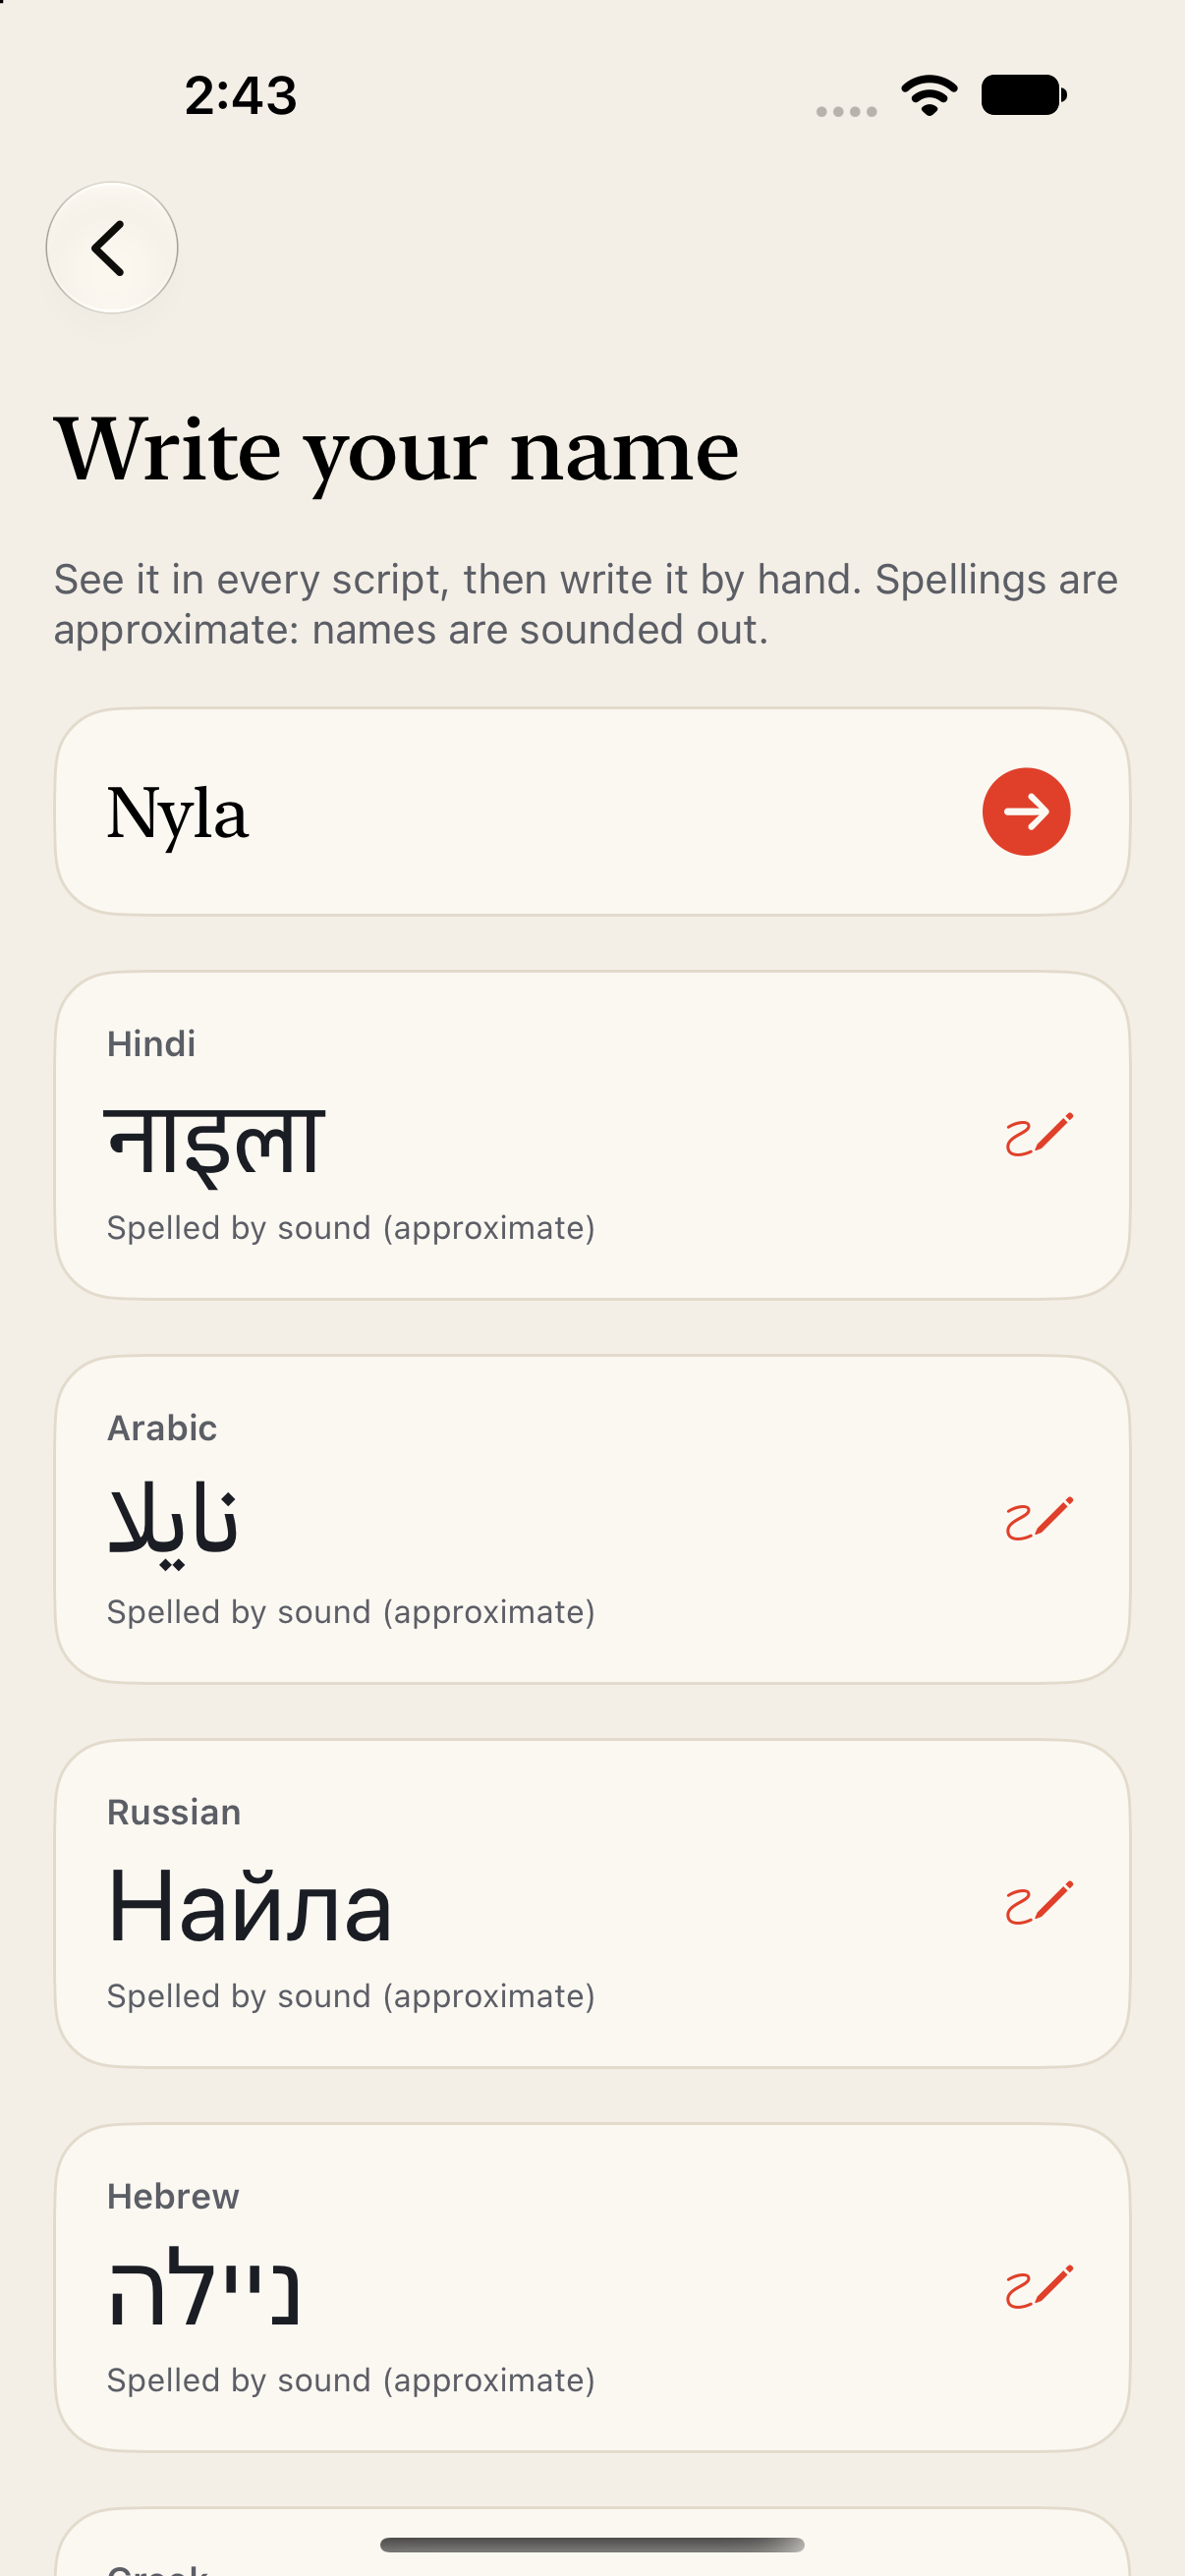 2:43
Write your name
See it in every script, then write it by hand. Spellings are
approximate: names are sounded out.
Nyla
Hindi
नाइला
Spelled by sound (approximate)
Arabic
نايلا
Spelled by sound (approximate)
Russian
Найла
Spelled by sound (approximate)
Hebrew
ניילה
Spelled by sound (approximate)